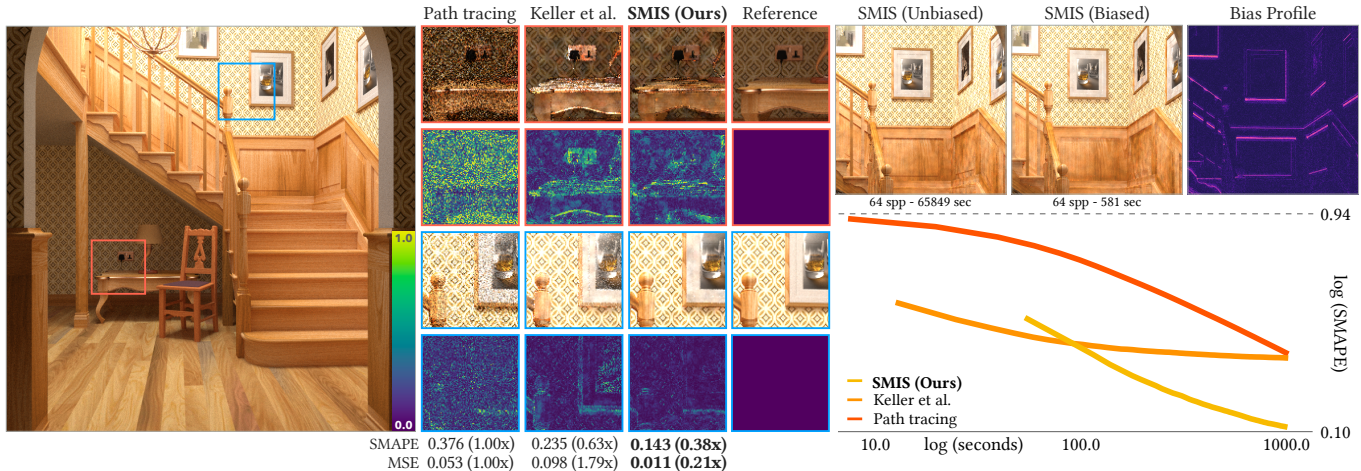 Path tracing Keller et al. SMIS (Ours) Reference SMIS (Unbiased) SMIS (Biased) Bias Profile
1.0
0.0
SMAPE 0.376 (1.00x) 0.235 (0.63x) 0.143 (0.38x)
MSE 0.053 (1.00x) 0.098 (1.79x) 0.011 (0.21x)
64 spp - 65849 sec 64 spp - 581 sec
0.94
log (SMAPE)
SMIS (Ours)
Keller et al.
Path tracing
0.10
10.0 log (seconds) 100.0 1000.0